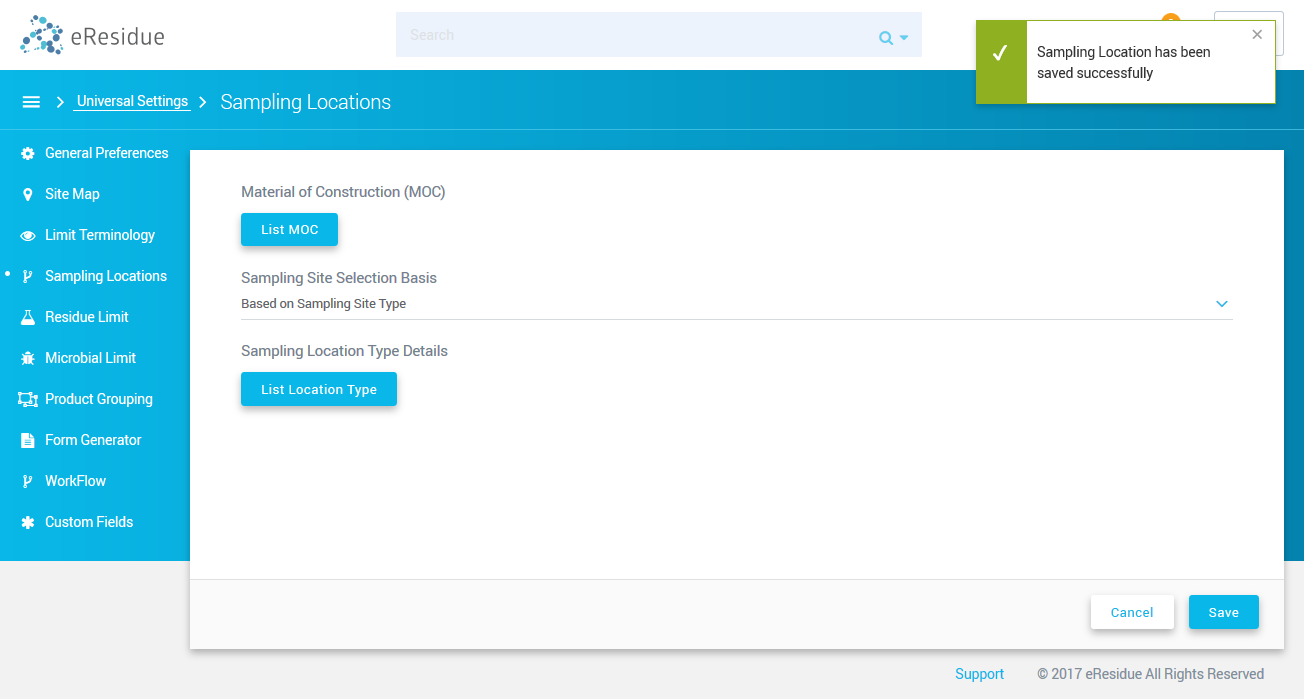 eResidue
Search
Sampling Location has been
saved successfully
Universal Settings
Sampling Locations
General Preferences
Site Map
Limit Terminology
Sampling Locations
Residue Limit
Microbial Limit
Product Grouping
Form Generator
WorkFlow
Custom Fields
Material of Construction (MOC)
List MOC
Sampling Site Selection Basis
Based on Sampling Site Type
Sampling Location Type Details
List Location Type
Cancel
Save
Support
© 2017 eResidue All Rights Reserved